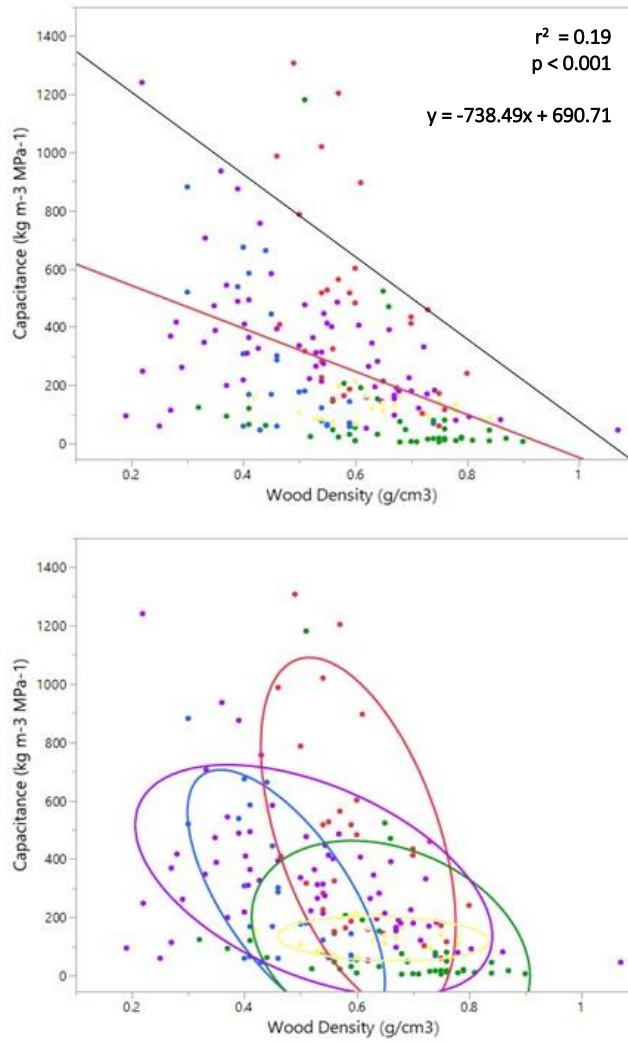 1400
1200
1000
800
600
400
200
0
Capacitance (kg m-3 MPa-1)
r² = 0.19
p < 0.001
y = -738.49x + 690.71
0.2 0.4 0.6 0.8 1
Wood Density (g/cm3)
1400
1200
1000
800
600
400
200
0
Capacitance (kg m-3 MPa-1)
0.2 0.4 0.6 0.8 1
Wood Density (g/cm3)